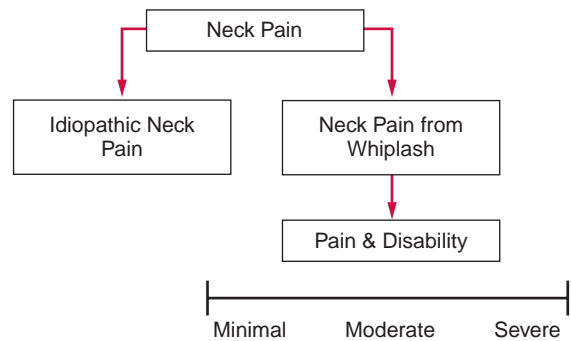 Neck Pain
Idiopathic Neck
Pain
Neck Pain from
Whiplash
Pain & Disability
Minimal Moderate Severe